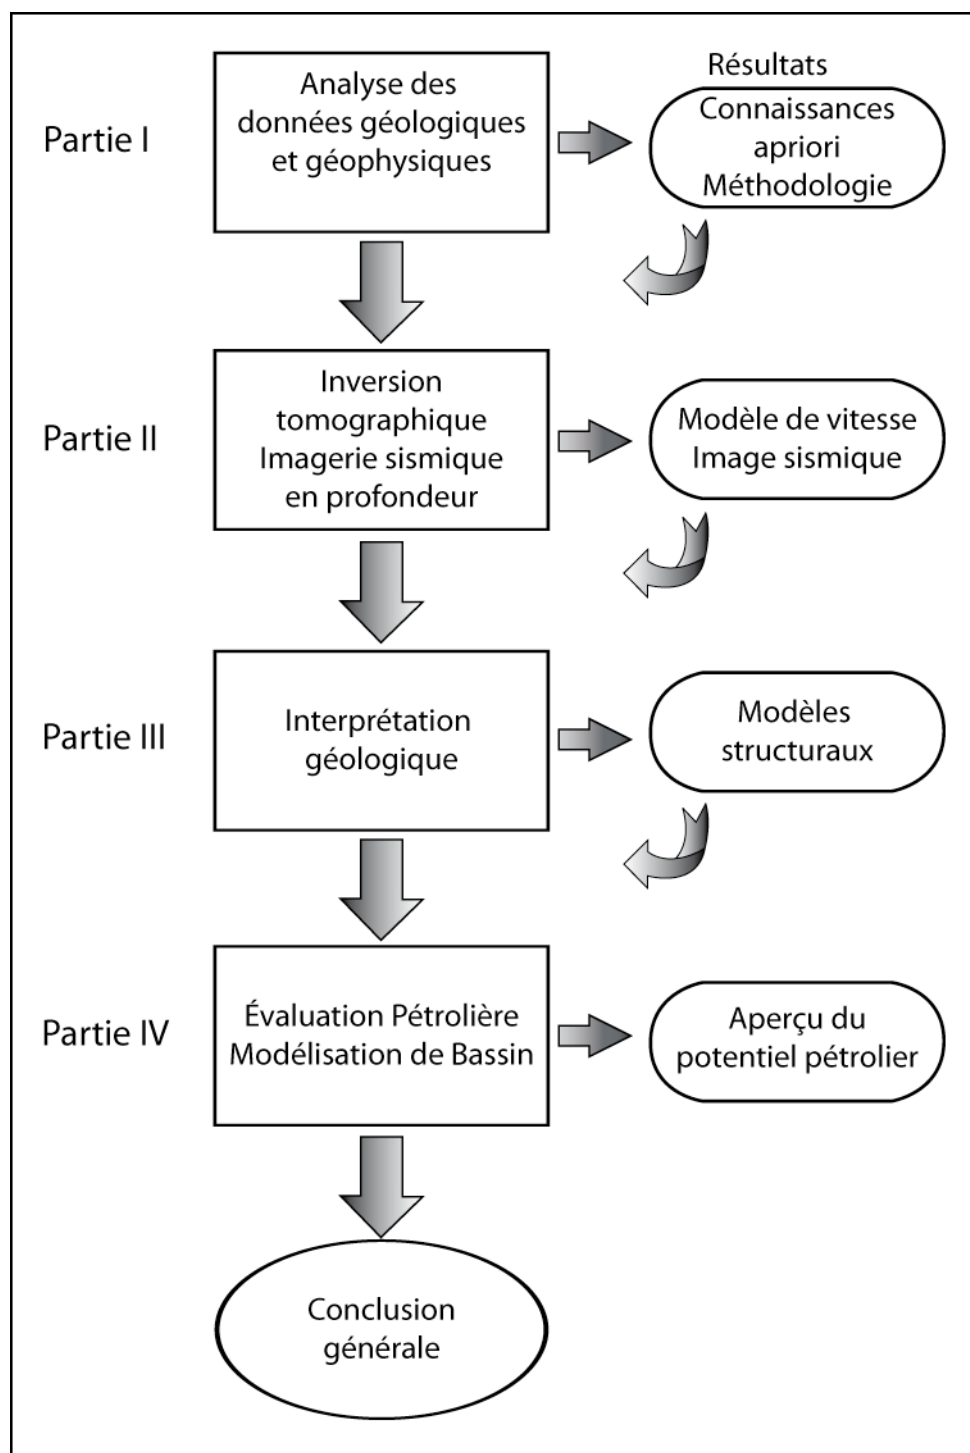 Résultats
Partie I
Analyse des
données géologiques
et géophysiques
Connaissances
apriori
Méthodologie
Partie II
Inversion
tomographique
Imagerie sismique
en profondeur
Modèle de vitesse
Image sismique
Partie III
Interprétation
géologique
Modèles
structuraux
Partie IV
Évaluation Pétrolière
Modélisation de Bassin
Aperçu du
potentiel pétrolier
Conclusion
générale